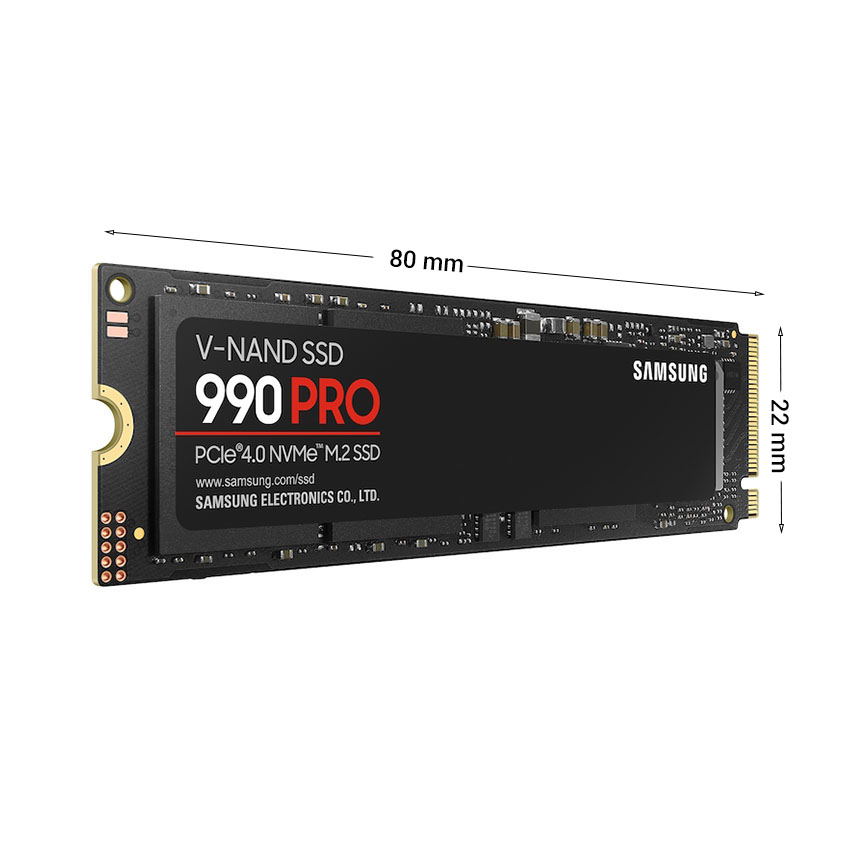 80 mm
V-NAND SSD
990 PRO
PCIe®4.0 NVMe™ M.2 SSD
www.samsung.com/ssd
SAMSUNG ELECTRONICS CO., LTD.
SAMSUNG
22 mm